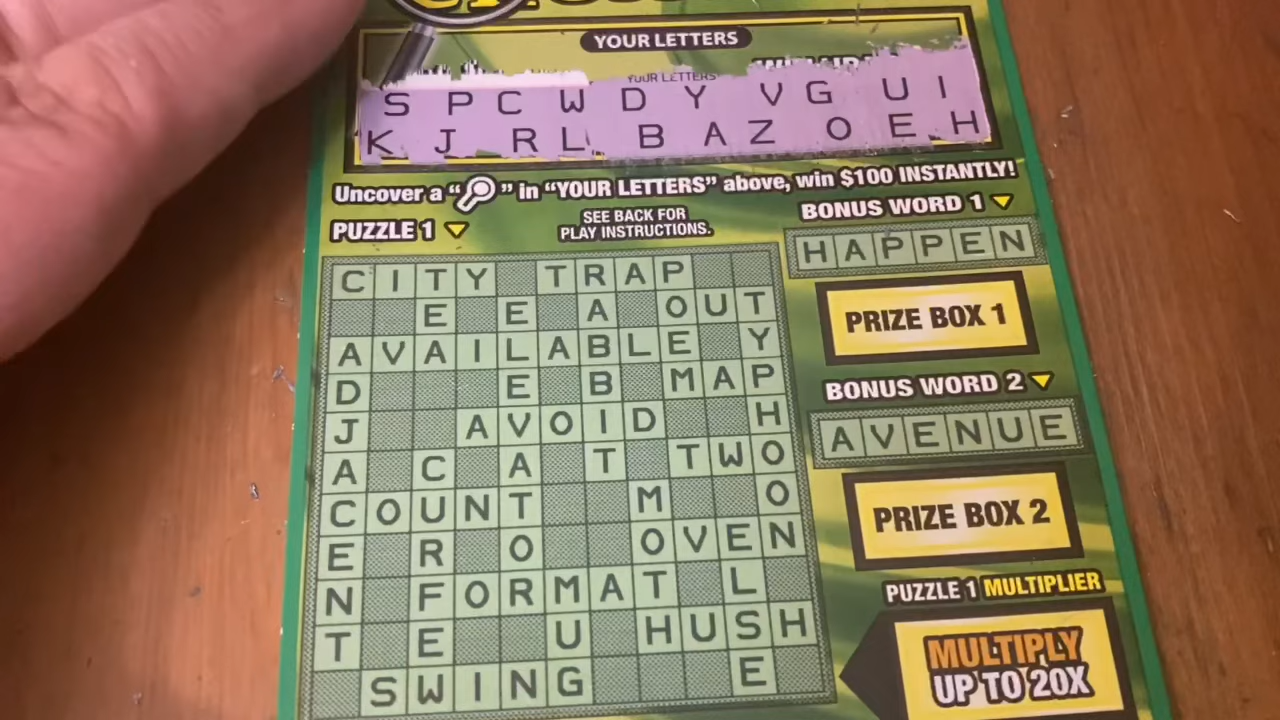 YOUR LETTERS
YOUR LETTERS
S P C W D Y V G U I
K J R L B A Z O E H
Uncover a " " in "YOUR LETTERS" above, win $100 INSTANTLY!
PUZZLE 1
SEE BACK FOR
PLAY INSTRUCTIONS.
BONUS WORD 1
HAPPEN
CITY TRAP
E E A OUT
PRIZE BOX 1
AVAILABLE Y
D E B MAP
BONUS WORD 2
J AVOID H
AVENUE
A C A T TWO
COUNT M O
PRIZE BOX 2
E R O OVEN
N FORMAT L
PUZZLE 1 MULTIPLIER
T E U HUSH
MULTIPLY
UP TO 20X
SWING E